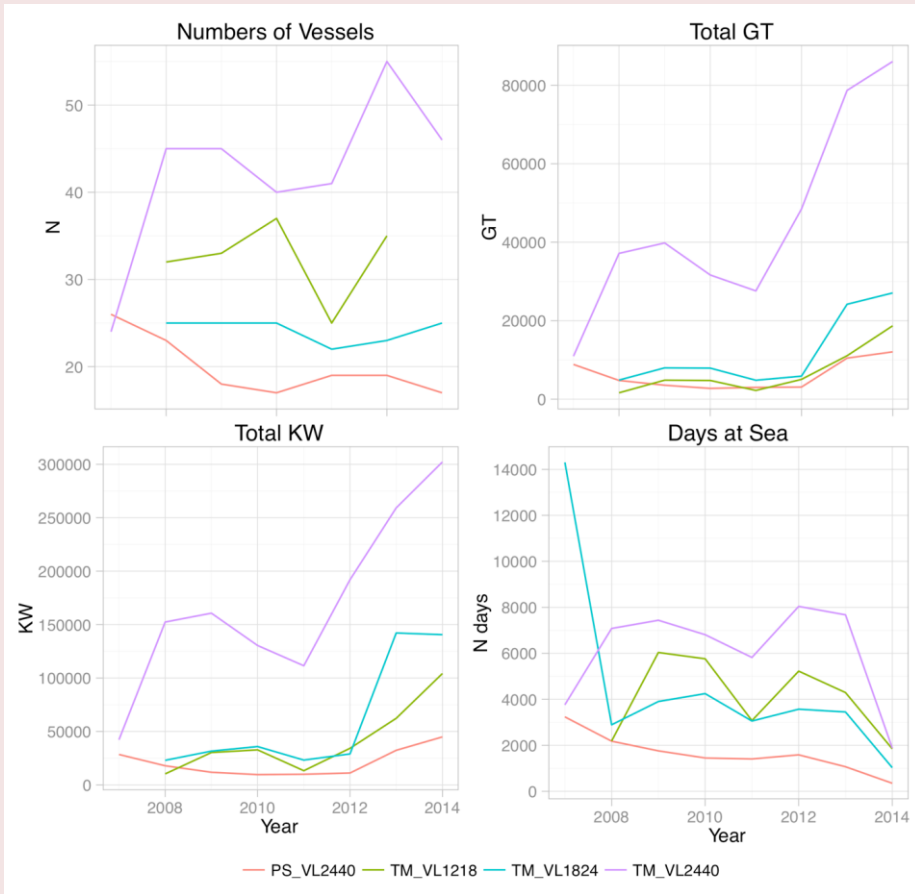 Numbers of Vessels
N
50
40
30
20
Total GT
GT
80000
60000
40000
20000
0
Total KW
KW
300000
250000
200000
150000
100000
50000
0
2008 2010 2012 2014
Year
Days at Sea
N days
14000
12000
10000
8000
6000
4000
2000
0
2008 2010 2012 2014
Year
PS_VL2440 TM_VL1218 TM_VL1824 TM_VL2440